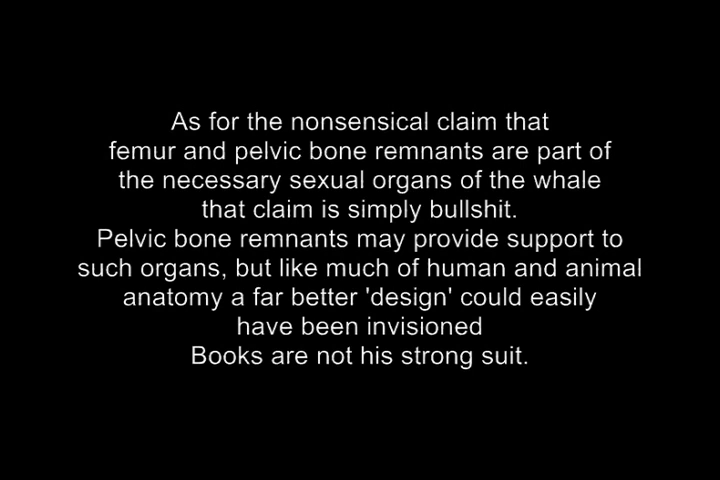 As for the nonsensical claim that
femur and pelvic bone remnants are part of
the necessary sexual organs of the whale
that claim is simply bullshit.
Pelvic bone remnants may provide support to
such organs, but like much of human and animal
anatomy a far better 'design' could easily
have been invisioned
Books are not his strong suit.